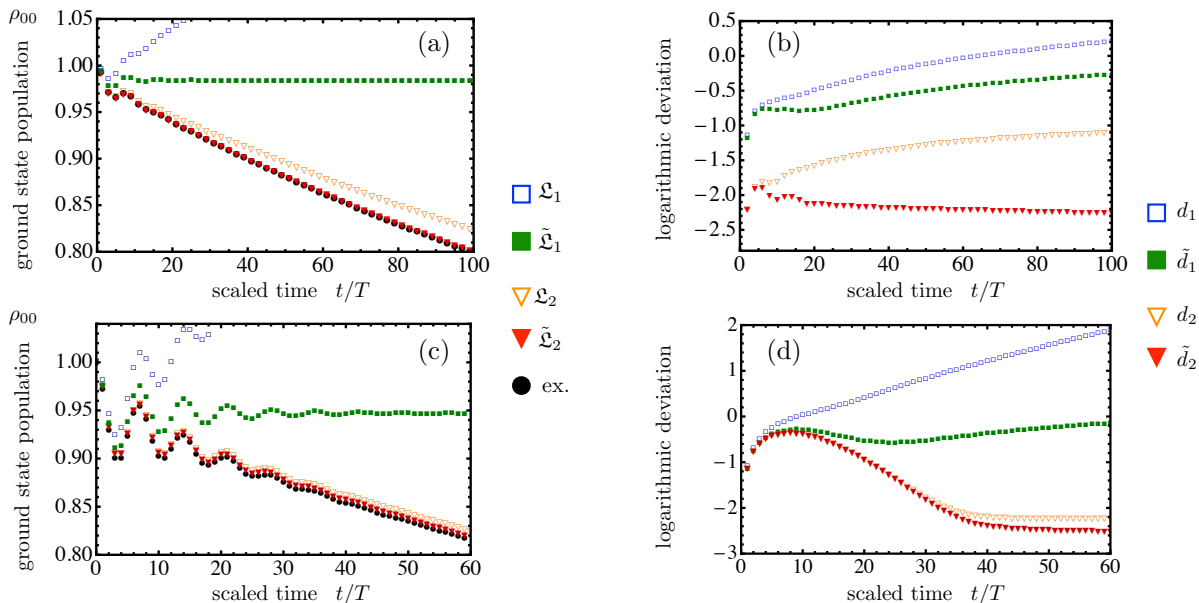 ρ00
1.05
1.00
0.95
0.90
0.85
0.80
ground state population
(a)
0 20 40 60 80 100
scaled time t/T
(b)
0.0
−0.5
−1.0
−1.5
−2.0
−2.5
logarithmic deviation
0 20 40 60 80 100
scaled time t/T
𝔏1
𝔏̃1
𝔏2
𝔏̃2
ex.
d1
d̃1
d2
d̃2
ρ00
1.00
0.95
0.90
0.85
0.80
ground state population
(c)
0 10 20 30 40 50 60
scaled time t/T
(d)
2
1
0
−1
−2
−3
logarithmic deviation
0 10 20 30 40 50 60
scaled time t/T